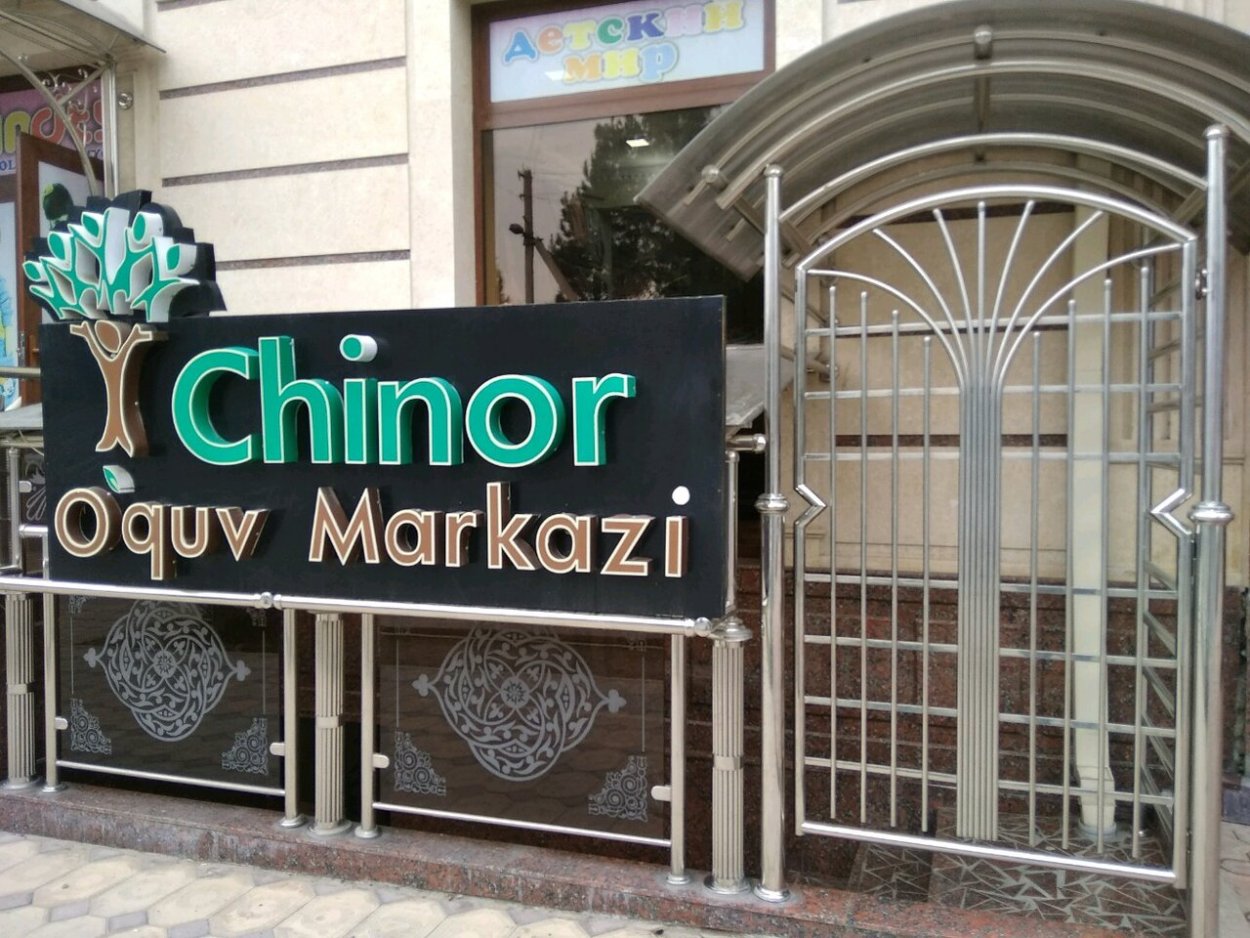 детский
мир
Chinor
O'quv Markazi